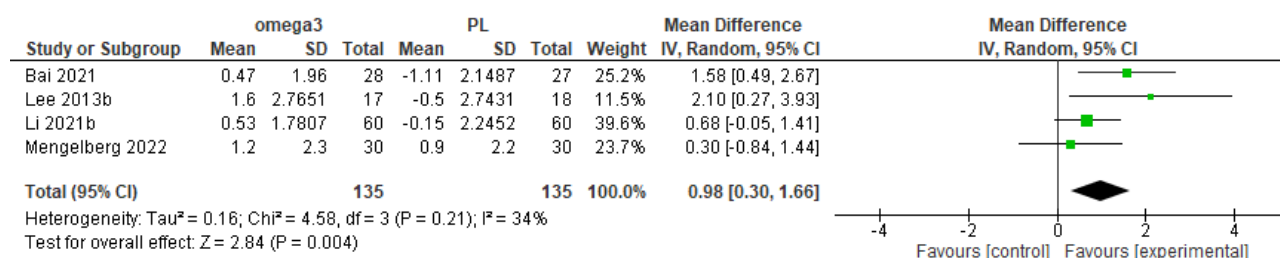 omega3 PL Mean Difference Mean Difference
Study or Subgroup Mean SD Total Mean SD Total Weight IV, Random, 95% CI IV, Random, 95% CI
Bai 2021 0.47 1.96 28 -1.11 2.1487 27 25.2% 1.58 [0.49, 2.67]
Lee 2013b 1.6 2.7651 17 -0.5 2.7431 18 11.5% 2.10 [0.27, 3.93]
Li 2021b 0.53 1.7807 60 -0.15 2.2452 60 39.6% 0.68 [-0.05, 1.41]
Mengelberg 2022 1.2 2.3 30 0.9 2.2 30 23.7% 0.30 [-0.84, 1.44]
Total (95% CI) 135 135 100.0% 0.98 [0.30, 1.66]
Heterogeneity: Tau² = 0.16; Chi² = 4.58, df = 3 (P = 0.21); I² = 34%
Test for overall effect: Z = 2.84 (P = 0.004)
-4 -2 0 2 4
Favours [control] Favours [experimental]